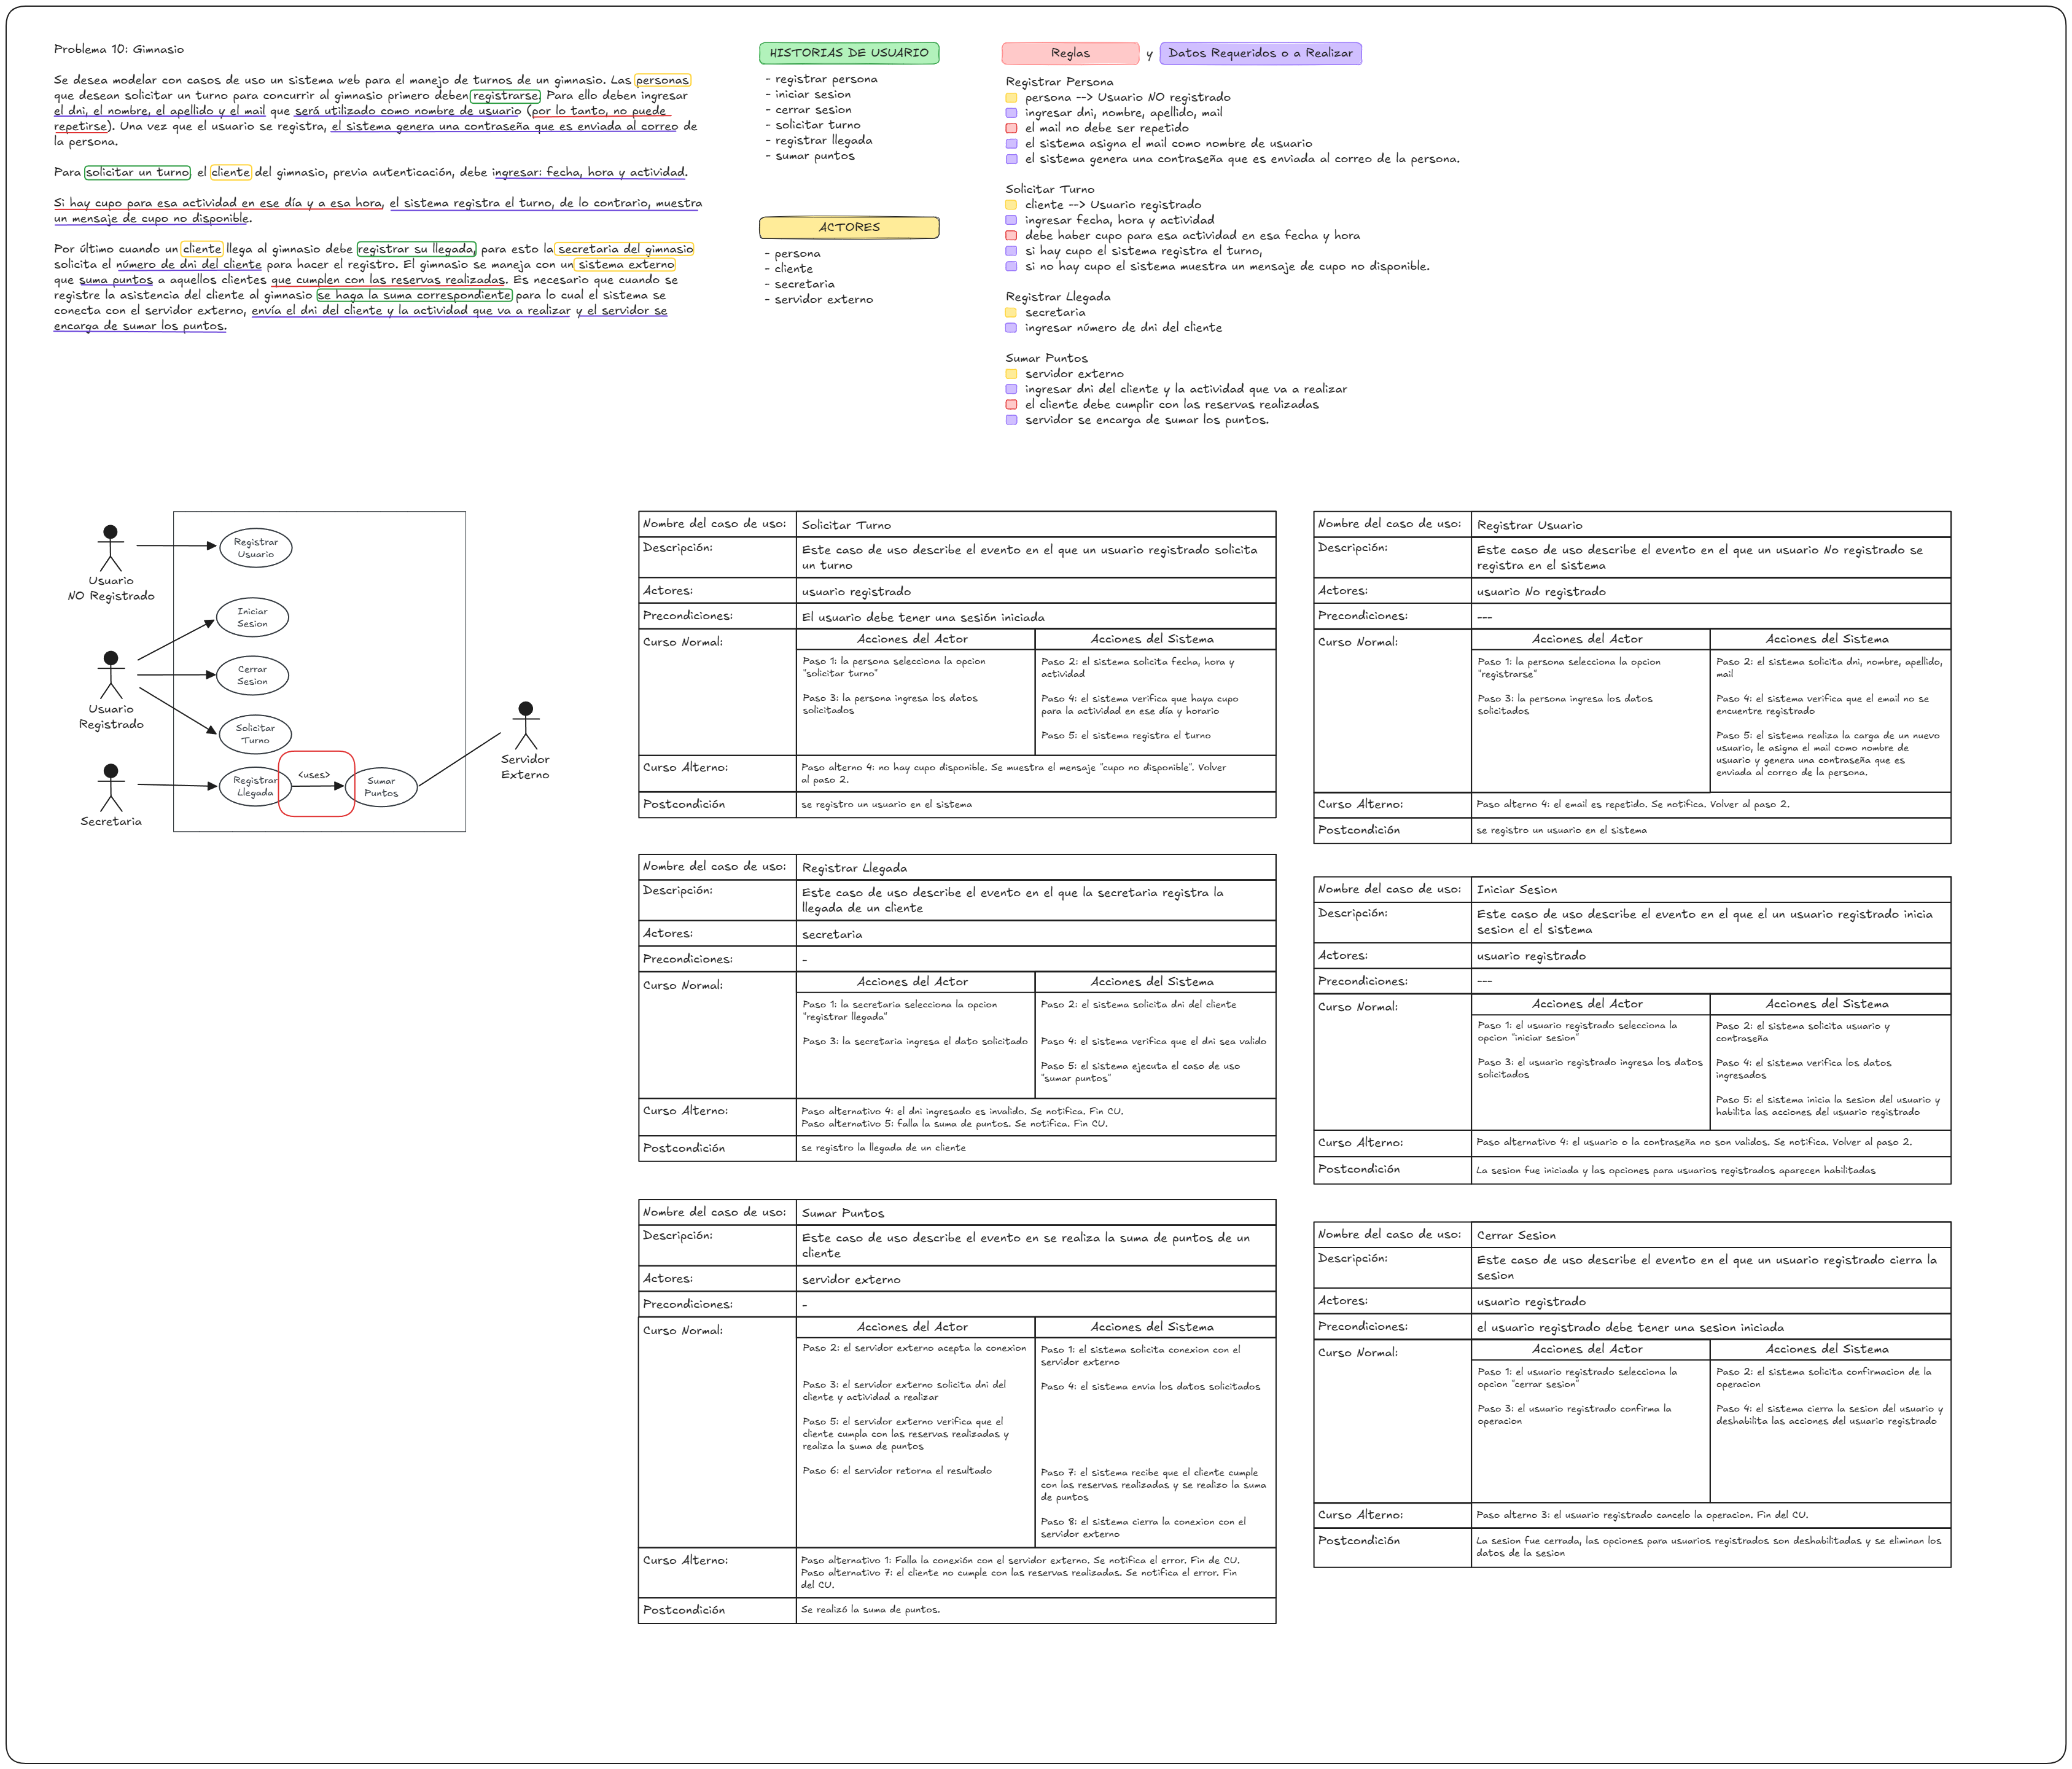 Problema 10: Gimnasio
Se desea modelar con casos de uso un sistema web para el manejo de turnos de un gimnasio. Las personas
que desean solicitar un turno para concurrir al gimnasio primero deben registrarse. Para ello deben ingresar
el dni, el nombre, el apellido y el mail que será utilizado como nombre de usuario (por lo tanto, no puede
repetirse). Una vez que el usuario se registra, el sistema genera una contraseña que es enviada al correo de
la persona.
Para solicitar un turno, el cliente del gimnasio, previa autenticación, debe ingresar: fecha, hora y actividad.
Si hay cupo para esa actividad en ese día y a esa hora, el sistema registra el turno, de lo contrario, muestra
un mensaje de cupo no disponible.
Por último cuando un cliente llega al gimnasio debe registrar su llegada, para esto la secretaria del gimnasio
solicita el número de dni del cliente para hacer el registro. El gimnasio se maneja con un sistema externo
que suma puntos a aquellos clientes que cumplen con las reservas realizadas. Es necesario que cuando se
registre la asistencia del cliente al gimnasio se haga la suma correspondiente para lo cual el sistema se
conecta con el servidor externo, envía el dni del cliente y la actividad que va a realizar y el servidor se
encarga de sumar los puntos.
HISTORIAS DE USUARIO
- registrar persona
- iniciar sesion
- cerrar sesion
- solicitar turno
- registrar llegada
- sumar puntos
ACTORES
- persona
- cliente
- secretaria
- servidor externo
Reglas y Datos Requeridos o a Realizar
Registrar Persona
persona --> Usuario NO registrado
ingresar dni, nombre, apellido, mail
el mail no debe ser repetido
el sistema asigna el mail como nombre de usuario
el sistema genera una contraseña que es enviada al correo de la persona.
Solicitar Turno
cliente --> Usuario registrado
ingresar fecha, hora y actividad
debe haber cupo para esa actividad en esa fecha y hora
si hay cupo el sistema registra el turno,
si no hay cupo el sistema muestra un mensaje de cupo no disponible.
Registrar Llegada
secretaria
ingresar número de dni del cliente
Sumar Puntos
servidor externo
ingresar dni del cliente y la actividad que va a realizar
el cliente debe cumplir con las reservas realizadas
servidor se encarga de sumar los puntos.
Usuario
NO Registrado
Registrar
Usuario
Iniciar
Sesion
Cerrar
Sesion
Usuario
Registrado
Solicitar
Turno
Secretaria
Registrar
Llegada
<uses>
Sumar
Puntos
Servidor
Externo
Nombre del caso de uso: Solicitar Turno
Descripción: Este caso de uso describe el evento en el que un usuario registrado solicita
un turno
Actores: usuario registrado
Precondiciones: El usuario debe tener una sesión iniciada
Curso Normal: Acciones del Actor Acciones del Sistema
Paso 1: la persona selecciona la opcion
"solicitar turno"
Paso 3: la persona ingresa los datos
solicitados
Paso 2: el sistema solicita fecha, hora y
actividad
Paso 4: el sistema verifica que haya cupo
para la actividad en ese día y horario
Paso 5: el sistema registra el turno
Curso Alterno: Paso alterno 4: no hay cupo disponible. Se muestra el mensaje "cupo no disponible". Volver
al paso 2.
Postcondición se registro un usuario en el sistema
Nombre del caso de uso: Registrar Llegada
Descripción: Este caso de uso describe el evento en el que la secretaria registra la
llegada de un cliente
Actores: secretaria
Precondiciones: -
Curso Normal: Acciones del Actor Acciones del Sistema
Paso 1: la secretaria selecciona la opcion
"registrar llegada"
Paso 3: la secretaria ingresa el dato solicitado
Paso 2: el sistema solicita dni del cliente
Paso 4: el sistema verifica que el dni sea valido
Paso 5: el sistema ejecuta el caso de uso
"sumar puntos"
Curso Alterno: Paso alternativo 4: el dni ingresado es invalido. Se notifica. Fin CU.
Paso alternativo 5: falla la suma de puntos. Se notifica. Fin CU.
Postcondición se registro la llegada de un cliente
Nombre del caso de uso: Sumar Puntos
Descripción: Este caso de uso describe el evento en se realiza la suma de puntos de un
cliente
Actores: servidor externo
Precondiciones: -
Curso Normal: Acciones del Actor Acciones del Sistema
Paso 2: el servidor externo acepta la conexion
Paso 3: el servidor externo solicita dni del
cliente y actividad a realizar
Paso 5: el servidor externo verifica que el
cliente cumpla con las reservas realizadas y
realiza la suma de puntos
Paso 6: el servidor retorna el resultado
Paso 1: el sistema solicita conexion con el
servidor externo
Paso 4: el sistema envia los datos solicitados
Paso 7: el sistema recibe que el cliente cumple
con las reservas realizadas y se realizo la suma
de puntos
Paso 8: el sistema cierra la conexion con el
servidor externo
Curso Alterno: Paso alternativo 1: Falla la conexión con el servidor externo. Se notifica el error. Fin de CU.
Paso alternativo 7: el cliente no cumple con las reservas realizadas. Se notifica el error. Fin
del CU.
Postcondición Se realizó la suma de puntos.
Nombre del caso de uso: Registrar Usuario
Descripción: Este caso de uso describe el evento en el que un usuario No registrado se
registra en el sistema
Actores: usuario No registrado
Precondiciones: ---
Curso Normal: Acciones del Actor Acciones del Sistema
Paso 1: la persona selecciona la opcion
"registrarse"
Paso 3: la persona ingresa los datos
solicitados
Paso 2: el sistema solicita dni, nombre, apellido,
mail
Paso 4: el sistema verifica que el email no se
encuentre registrado
Paso 5: el sistema realiza la carga de un nuevo
usuario, le asigna el mail como nombre de
usuario y genera una contraseña que es
enviada al correo de la persona.
Curso Alterno: Paso alterno 4: el email es repetido. Se notifica. Volver al paso 2.
Postcondición se registro un usuario en el sistema
Nombre del caso de uso: Iniciar Sesion
Descripción: Este caso de uso describe el evento en el que el un usuario registrado inicia
sesion el el sistema
Actores: usuario registrado
Precondiciones: ---
Curso Normal: Acciones del Actor Acciones del Sistema
Paso 1: el usuario registrado selecciona la
opcion "iniciar sesion"
Paso 3: el usuario registrado ingresa los datos
solicitados
Paso 2: el sistema solicita usuario y
contraseña
Paso 4: el sistema verifica los datos
ingresados
Paso 5: el sistema inicia la sesion del usuario y
habilita las acciones del usuario registrado
Curso Alterno: Paso alternativo 4: el usuario o la contraseña no son validos. Se notifica. Volver al paso 2.
Postcondición La sesion fue iniciada y las opciones para usuarios registrados aparecen habilitadas
Nombre del caso de uso: Cerrar Sesion
Descripción: Este caso de uso describe el evento en el que un usuario registrado cierra la
sesion
Actores: usuario registrado
Precondiciones: el usuario registrado debe tener una sesion iniciada
Curso Normal: Acciones del Actor Acciones del Sistema
Paso 1: el usuario registrado selecciona la
opcion "cerrar sesion"
Paso 3: el usuario registrado confirma la
operacion
Paso 2: el sistema solicita confirmacion de la
operacion
Paso 4: el sistema cierra la sesion del usuario y
deshabilita las acciones del usuario registrado
Curso Alterno: Paso alterno 3: el usuario registrado cancelo la operacion. Fin del CU.
Postcondición La sesion fue cerrada, las opciones para usuarios registrados son deshabilitadas y se eliminan los
datos de la sesion